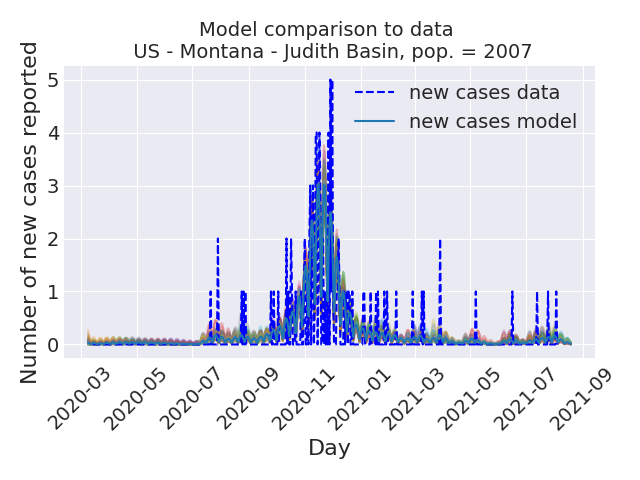 Model comparison to data
US - Montana - Judith Basin, pop. = 2007
Number of new cases reported
5
4
3
2
1
0
new cases data
new cases model
2020-03
2020-05
2020-07
2020-09
2020-11
2021-01
2021-03
2021-05
2021-07
2021-09
Day